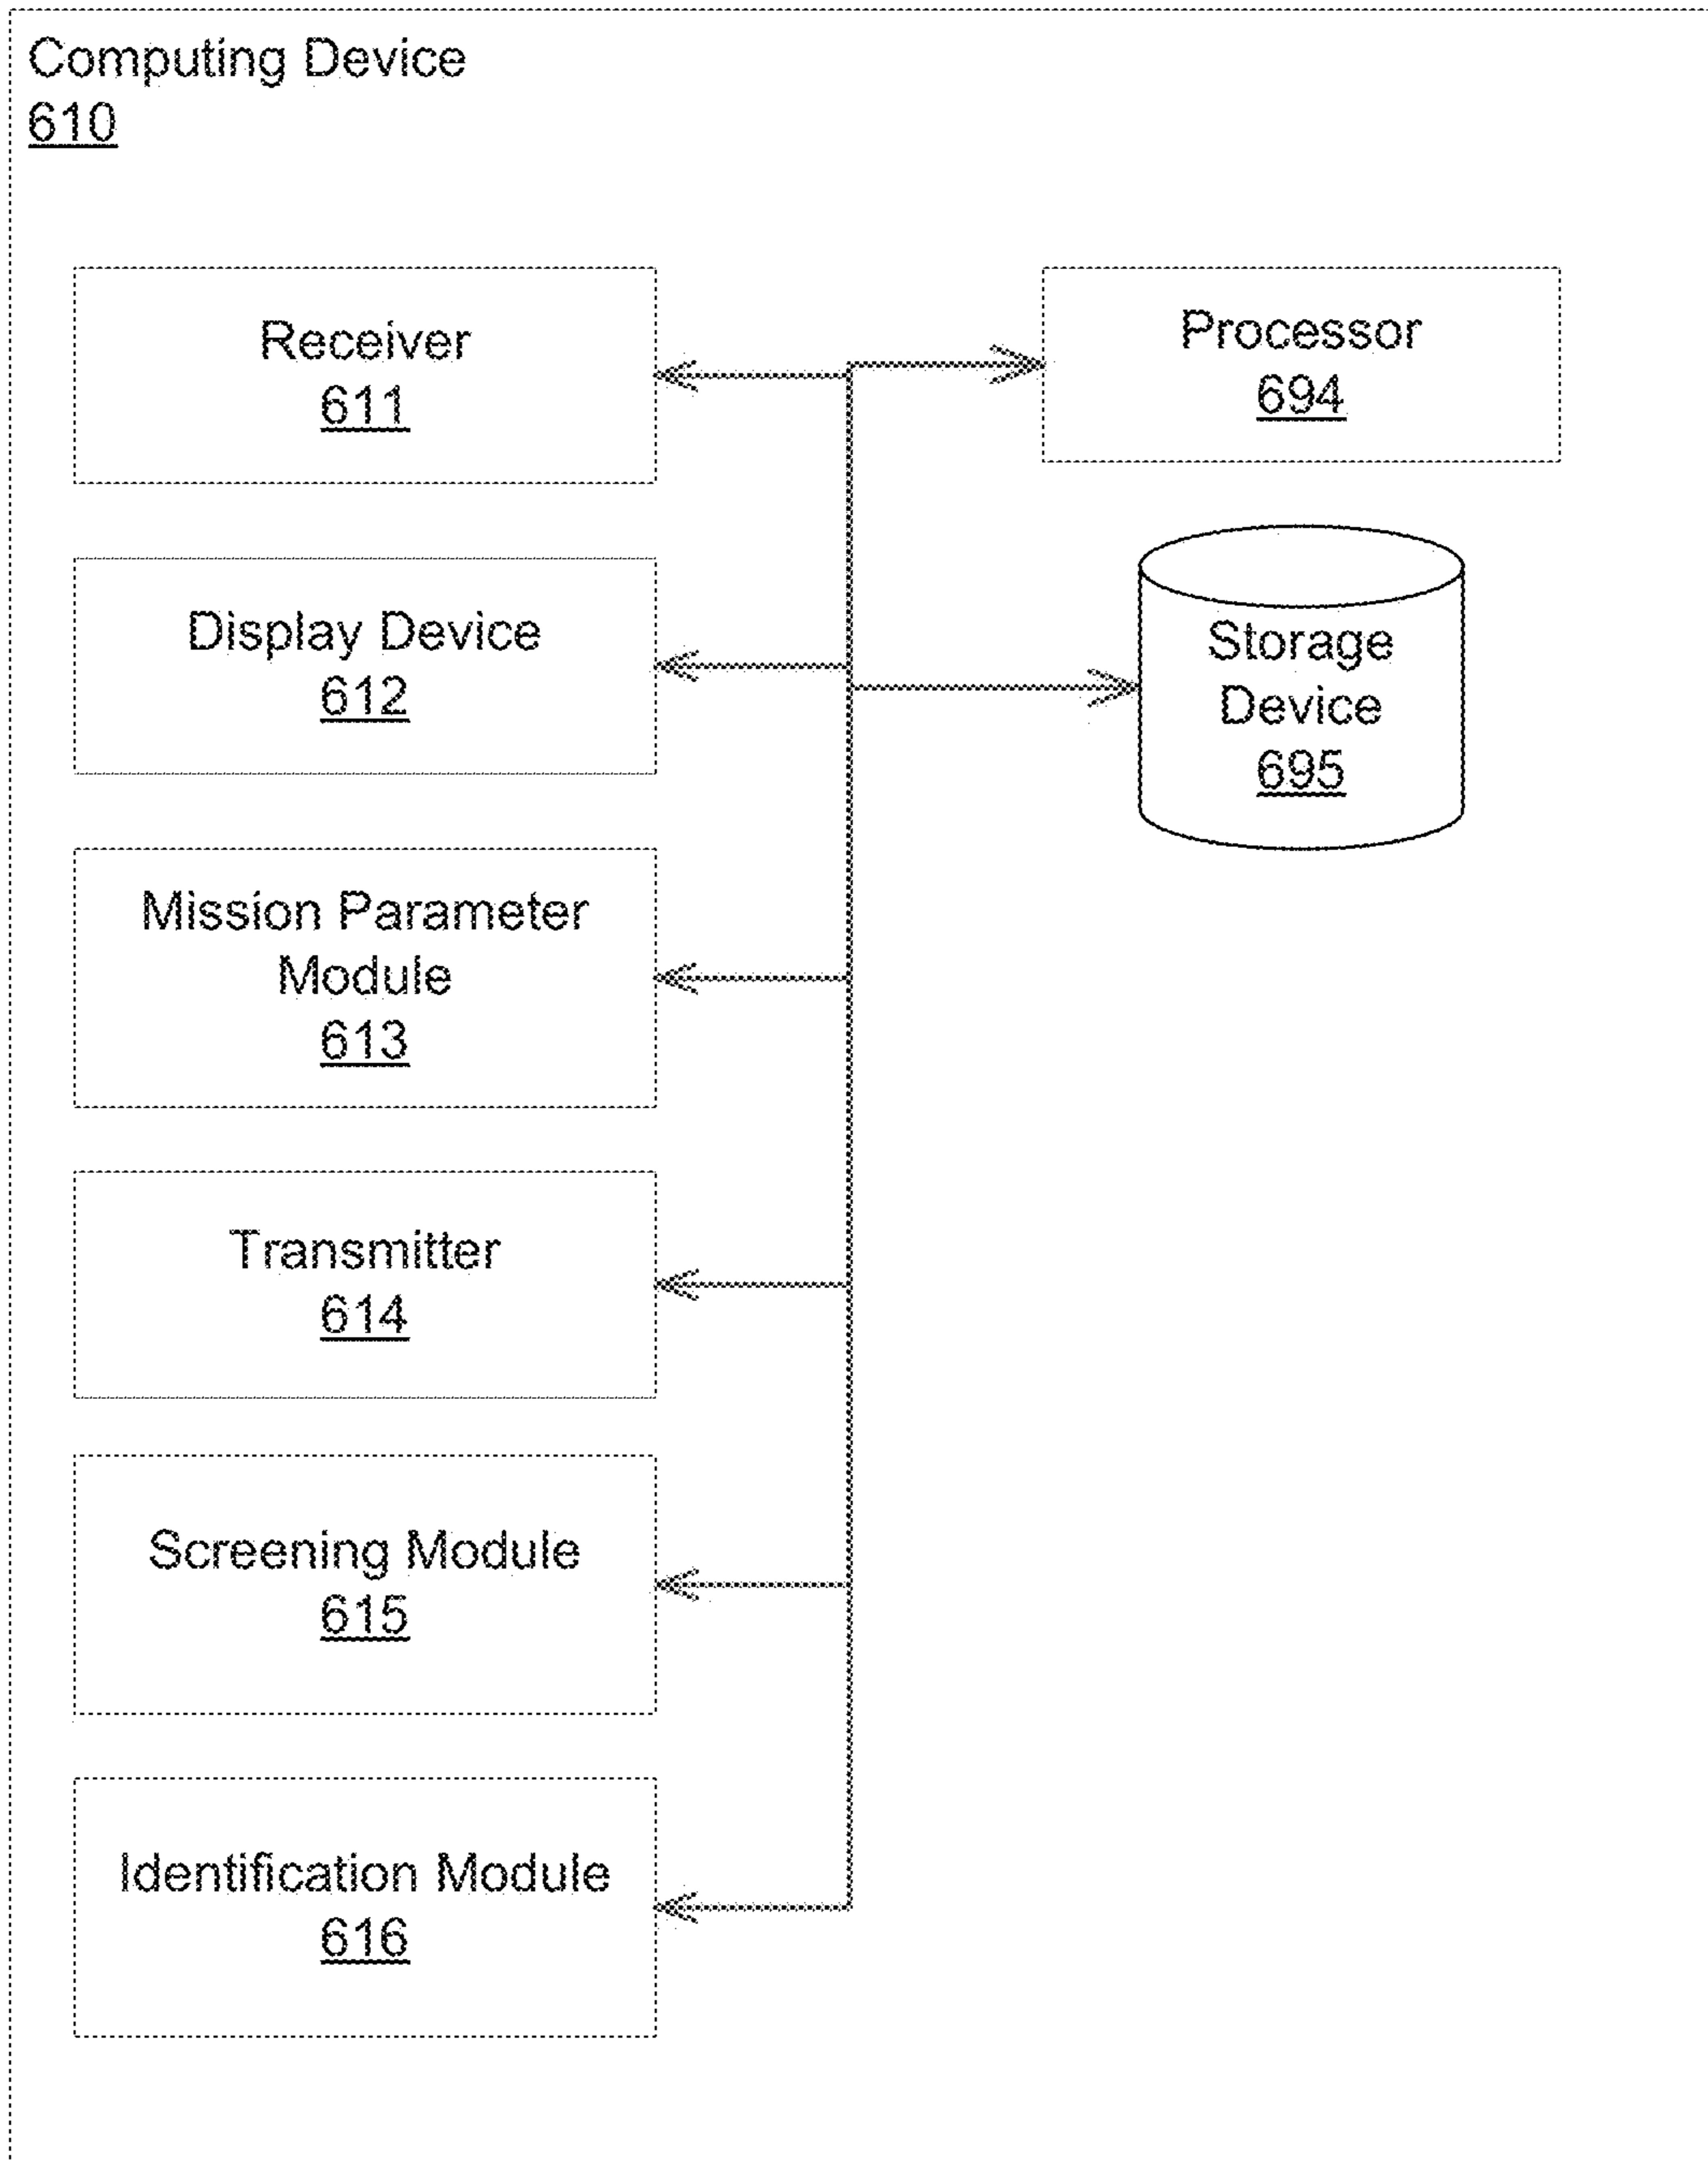 Computing Device
610
Receiver
611
Processor
694
Display Device
612
Storage
Device
695
Mission Parameter
Module
613
Transmitter
614
Screening Module
615
Identification Module
616